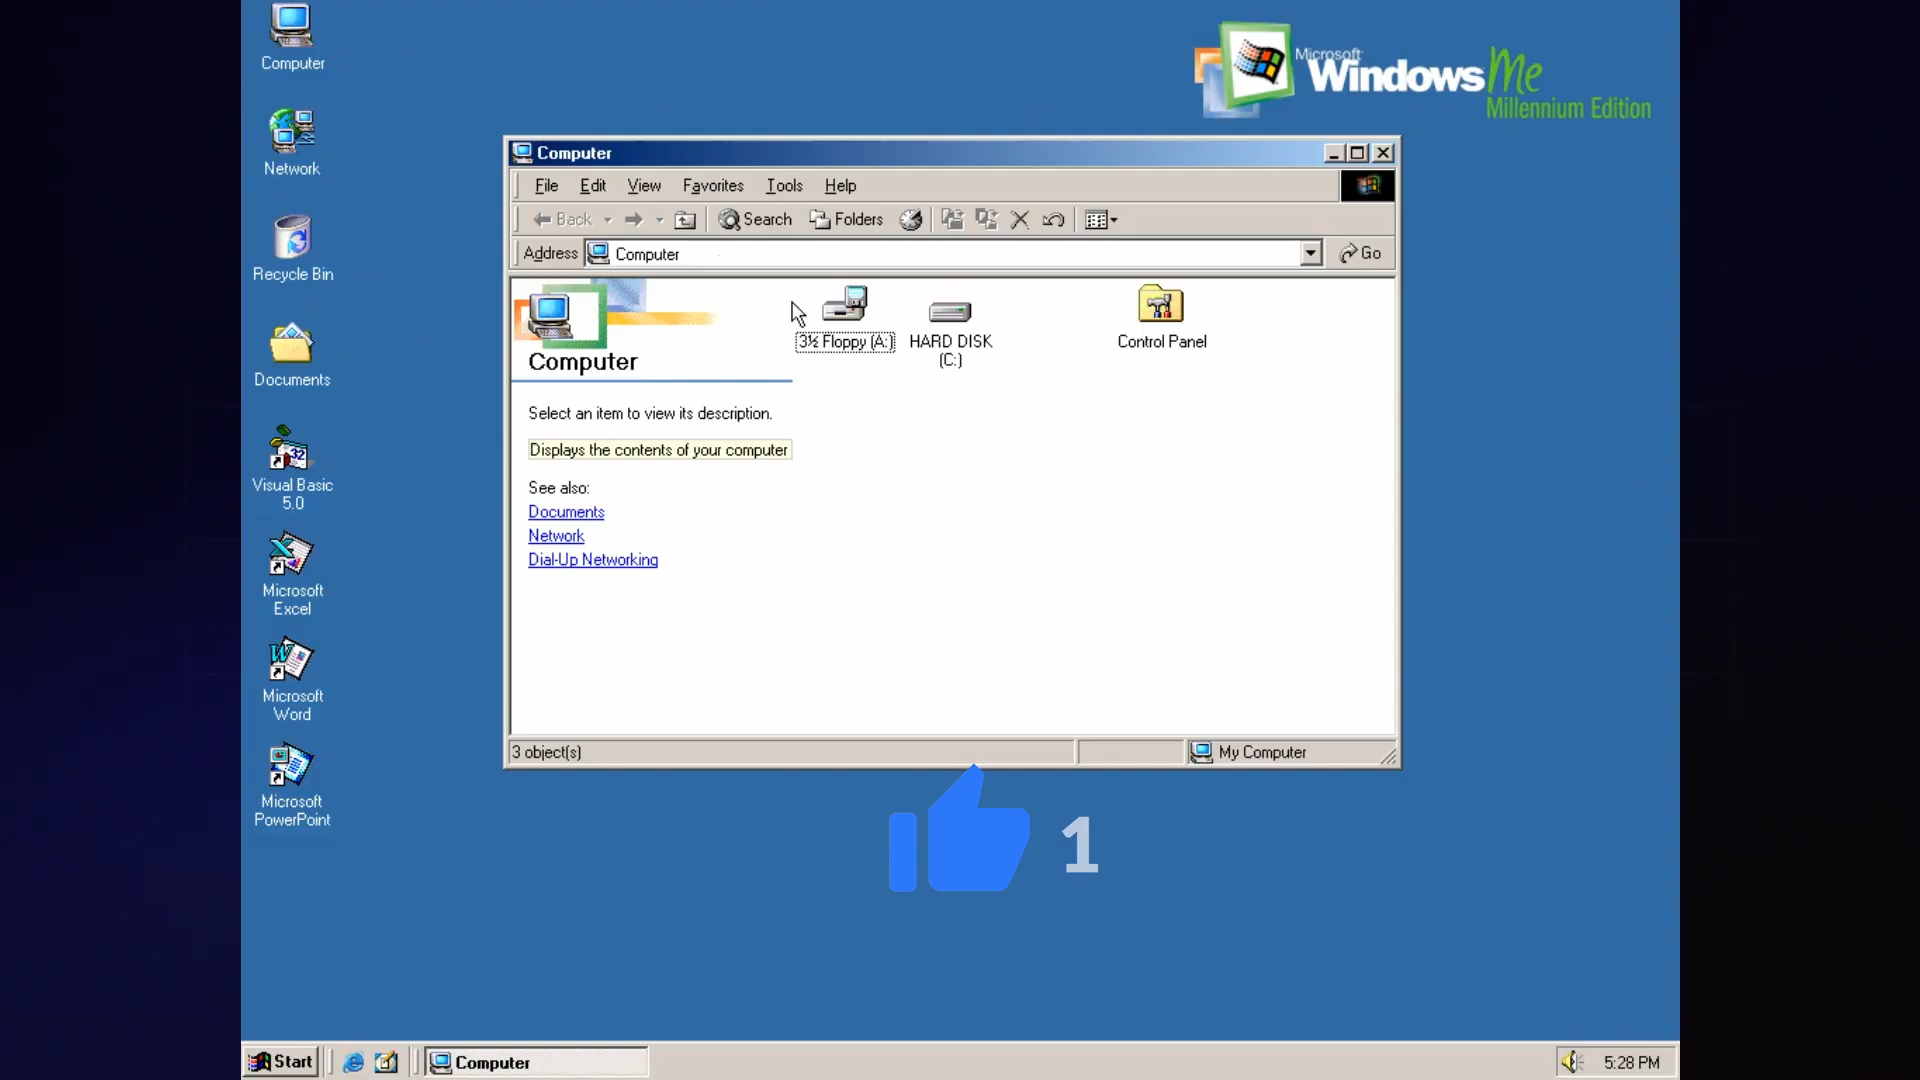 Computer
Network
Recycle Bin
Documents
Visual Basic
5.0
Microsoft
Excel
Microsoft
Word
Microsoft
PowerPoint
Microsoft
Windows Me
Millennium Edition
Computer
File Edit View Favorites Tools Help
Back Search Folders
Address Computer Go
Computer
3½ Floppy (A:)
HARD DISK
(C:)
Control Panel
Select an item to view its description.
Displays the contents of your computer
See also:
Documents
Network
Dial-Up Networking
3 object(s) My Computer
1
Start Computer 5:28 PM